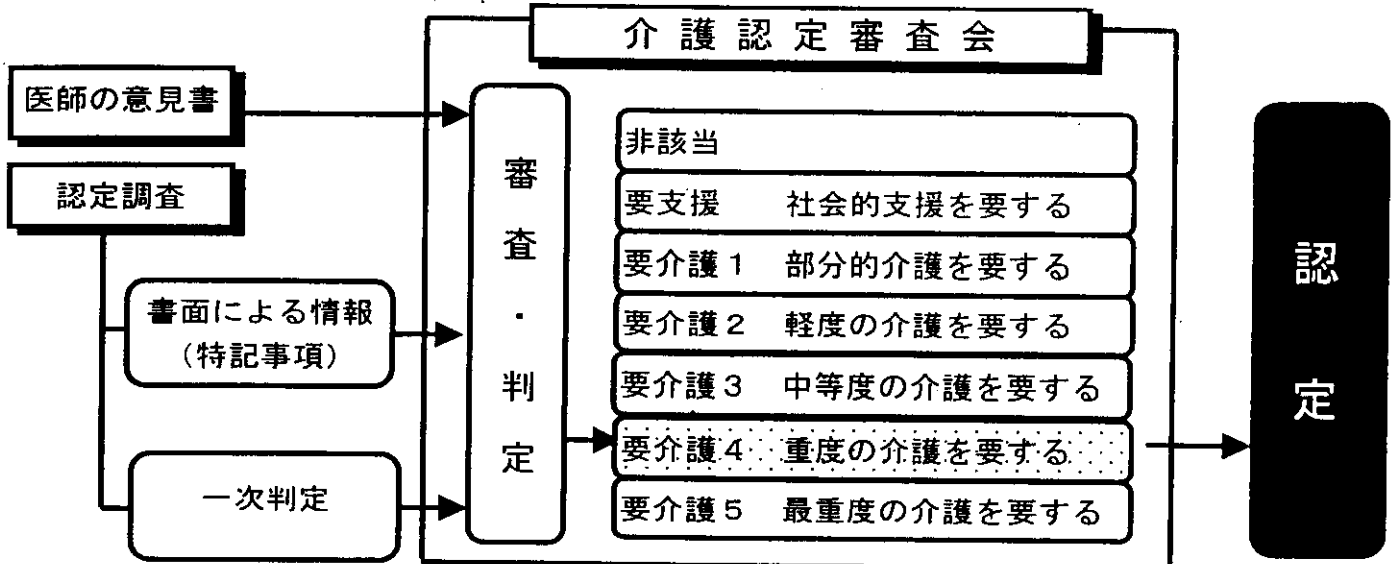 介護認定審査会
医師の意見書
認定調査
書面による情報
（特記事項）
一次判定
審査・判定
非該当
要支援　社会的支援を要する
要介護１　部分的介護を要する
要介護２　軽度の介護を要する
要介護３　中等度の介護を要する
要介護４　重度の介護を要する
要介護５　最重度の介護を要する
認定